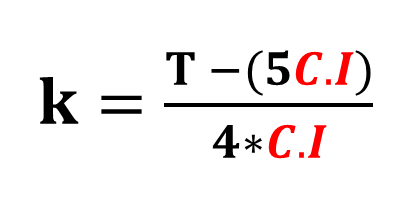 k = T − (5C.I) / 4*C.I